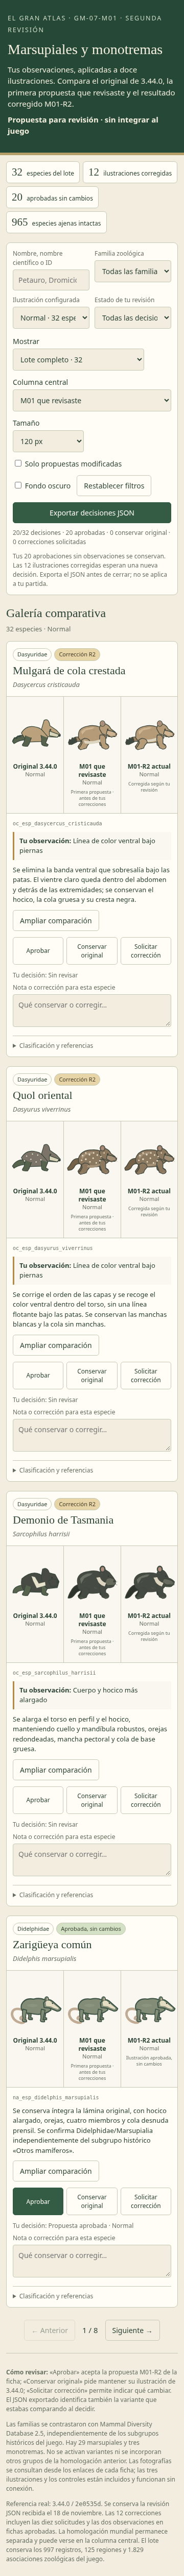 EL GRAN ATLAS · GM-07-M01 · SEGUNDA
REVISIÓN
Marsupiales y monotremas
Tus observaciones, aplicadas a doce
ilustraciones. Compara el original de 3.44.0, la
primera propuesta que revisaste y el resultado
corregido M01-R2.
Propuesta para revisión · sin integrar al
juego
32 especies del lote
12 ilustraciones corregidas
20 aprobadas sin cambios
965 especies ajenas intactas
Nombre, nombre
científico o ID
Petauro, Dromicio
Familia zoológica
Todas las familia
Ilustración configurada
Normal · 32 espe
Estado de tu revisión
Todas las decisio
Mostrar
Lote completo · 32
Columna central
M01 que revisaste
Tamaño
120 px
Solo propuestas modificadas
Fondo oscuro
Restablecer filtros
Exportar decisiones JSON
20/32 decisiones · 20 aprobadas · 0 conservar original ·
0 correcciones solicitadas
Tus 20 aprobaciones sin observaciones se conservan.
Las 12 ilustraciones corregidas esperan una nueva
decisión. Exporta el JSON antes de cerrar; no se aplica
a tu partida.
Galería comparativa
32 especies · Normal
Dasyuridae
Corrección R2
Mulgará de cola crestada
Dasycercus cristicauda
Original 3.44.0
Normal
M01 que
revisaste
Normal
Primera propuesta ·
antes de tus
correcciones
M01-R2 actual
Normal
Corregida según tu
revisión
oc_esp_dasycercus_cristicauda
Tu observación: Línea de color ventral bajo
piernas
Se elimina la banda ventral que sobresalía bajo las
patas. El vientre claro queda dentro del abdomen
y detrás de las extremidades; se conservan el
hocico, la cola gruesa y su cresta negra.
Ampliar comparación
Aprobar
Conservar
original
Solicitar
corrección
Tu decisión: Sin revisar
Nota o corrección para esta especie
Qué conservar o corregir...
Clasificación y referencias
Dasyuridae
Corrección R2
Quol oriental
Dasyurus viverrinus
Original 3.44.0
Normal
M01 que
revisaste
Normal
Primera propuesta ·
antes de tus
correcciones
M01-R2 actual
Normal
Corregida según tu
revisión
oc_esp_dasyurus_viverrinus
Tu observación: Línea de color ventral bajo
piernas
Se corrige el orden de las capas y se recoge el
color ventral dentro del torso, sin una línea
flotante bajo las patas. Se conservan las manchas
blancas y la cola sin manchas.
Ampliar comparación
Aprobar
Conservar
original
Solicitar
corrección
Tu decisión: Sin revisar
Nota o corrección para esta especie
Qué conservar o corregir...
Clasificación y referencias
Dasyuridae
Corrección R2
Demonio de Tasmania
Sarcophilus harrisii
Original 3.44.0
Normal
M01 que
revisaste
Normal
Primera propuesta ·
antes de tus
correcciones
M01-R2 actual
Normal
Corregida según tu
revisión
oc_esp_sarcophilus_harrisii
Tu observación: Cuerpo y hocico más
alargado
Se alarga el torso en perfil y el hocico,
manteniendo cuello y mandíbula robustos, orejas
redondeadas, mancha pectoral y cola de base
gruesa.
Ampliar comparación
Aprobar
Conservar
original
Solicitar
corrección
Tu decisión: Sin revisar
Nota o corrección para esta especie
Qué conservar o corregir...
Clasificación y referencias
Didelphidae
Aprobada, sin cambios
Zarigüeya común
Didelphis marsupialis
Original 3.44.0
Normal
M01 que
revisaste
Normal
Primera propuesta ·
antes de tus
correcciones
M01-R2 actual
Normal
Ilustración aprobada,
sin cambios
na_esp_didelphis_marsupialis
Se conserva íntegra la lámina original, con hocico
alargado, orejas, cuatro miembros y cola desnuda
prensil. Se confirma Didelphidae/Marsupialia
independientemente del subgrupo histórico
«Otros mamíferos».
Ampliar comparación
Aprobar
Conservar
original
Solicitar
corrección
Tu decisión: Propuesta aprobada · Normal
Nota o corrección para esta especie
Qué conservar o corregir...
Clasificación y referencias
← Anterior
1 / 8
Siguiente →
Cómo revisar: «Aprobar» acepta la propuesta M01-R2 de la
ficha; «Conservar original» pide mantener su ilustración de
3.44.0; «Solicitar corrección» permite indicar qué cambiar.
El JSON exportado identifica también la variante que
estabas comparando al decidir.
Las familias se contrastaron con Mammal Diversity
Database 2.5, independientemente de los subgrupos
históricos del juego. Hay 29 marsupiales y tres
monotremas. No se activan variantes ni se incorporan
otros grupos de la homologación anterior. Las fotografías
se consultan desde los enlaces de cada ficha; las tres
ilustraciones y los controles están incluidos y funcionan sin
conexión.
Referencia real: 3.44.0 / 2e0535d. Se conserva la revisión
JSON recibida el 18 de noviembre. Las 12 correcciones
incluyen las diez solicitudes y las dos observaciones en
fichas aprobadas. La homologación mundial permanece
separada y puede verse en la columna central. El lote
conserva los 997 registros, 125 regiones y 1.829
asociaciones zoológicas del juego.